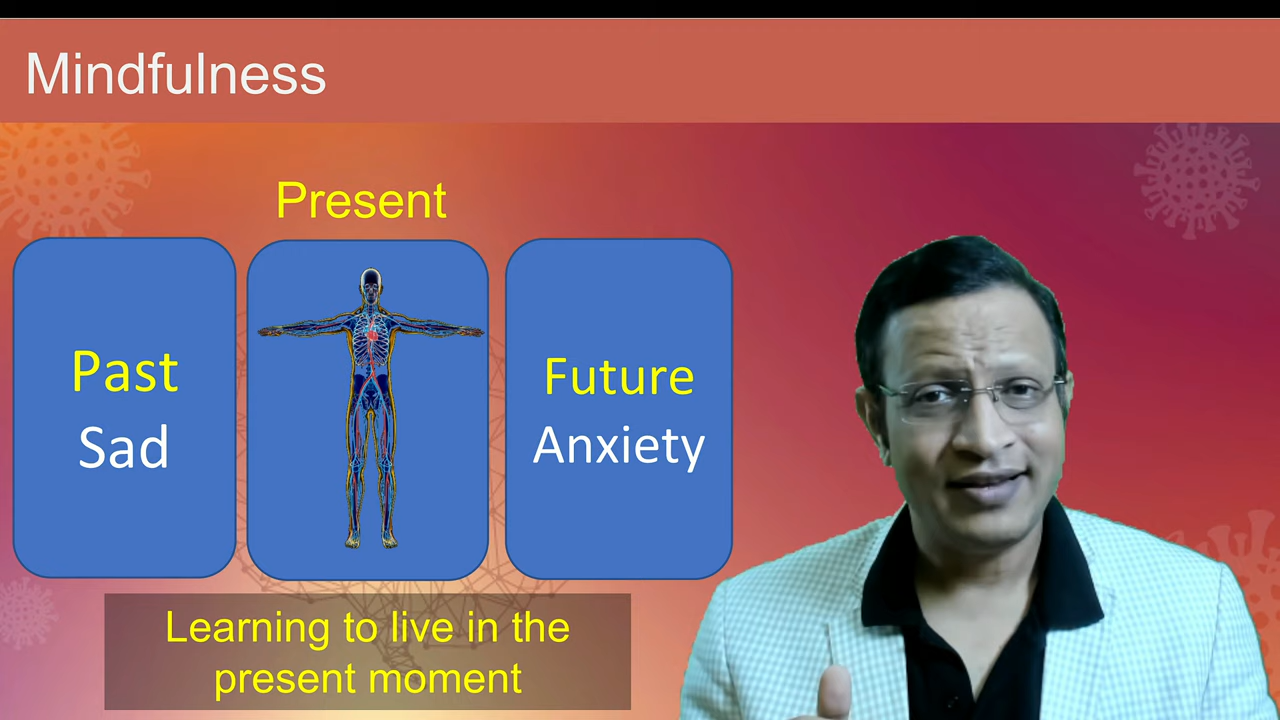 Mindfulness
Present
Past
Sad
Future
Anxiety
Learning to live in the
present moment